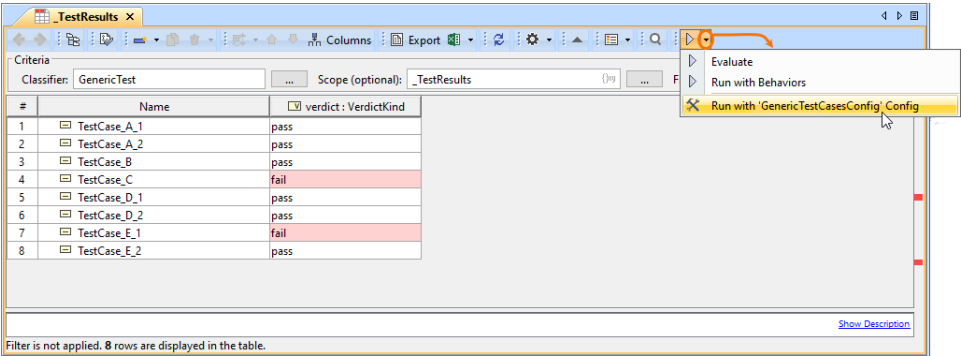 _TestResults
Columns Export
Criteria
Classifier: GenericTest ... Scope (optional): _TestResults ... F
Evaluate
Run with Behaviors
Run with 'GenericTestCasesConfig' Config
# Name verdict : VerdictKind
1 TestCase_A_1 pass
2 TestCase_A_2 pass
3 TestCase_B pass
4 TestCase_C fail
5 TestCase_D_1 pass
6 TestCase_D_2 pass
7 TestCase_E_1 fail
8 TestCase_E_2 pass
Show Description
Filter is not applied. 8 rows are displayed in the table.